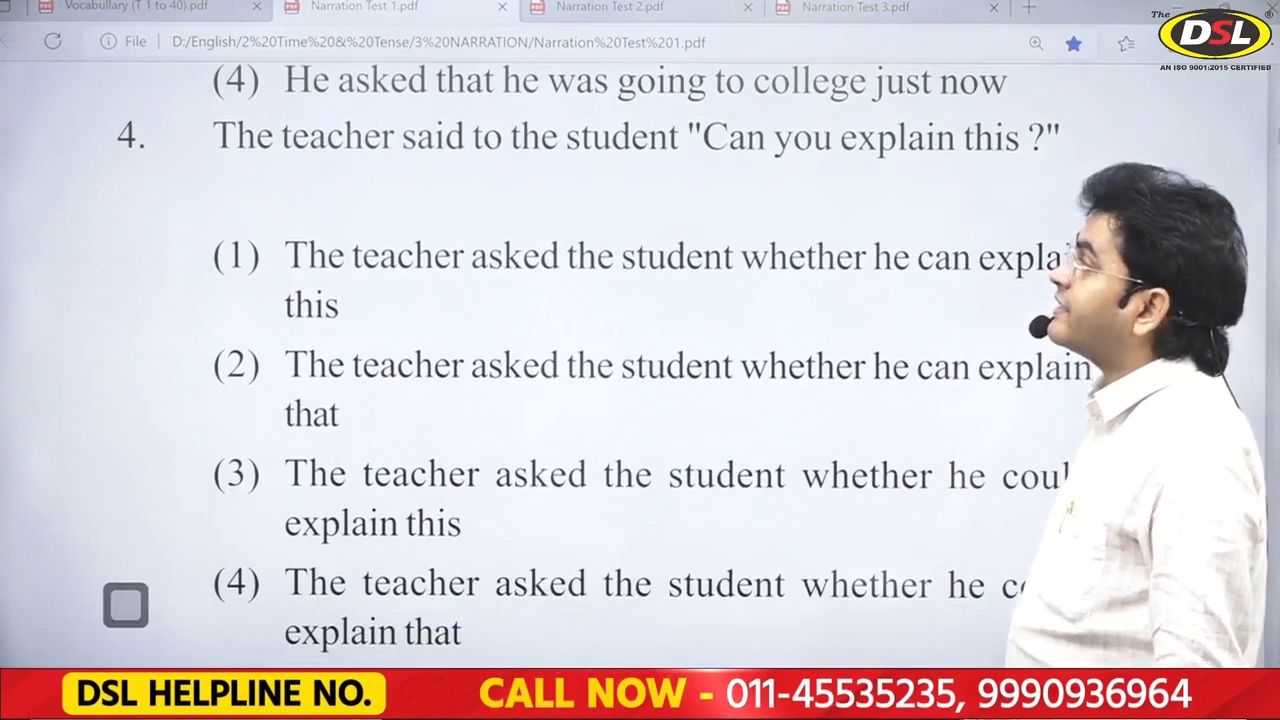 Vocabullary (T 1 to 40).pdf
Narration Test 1.pdf
Narration Test 2.pdf
Narration Test 3.pdf
File
D:/English/2%20Time%20&%20Tense/3%20NARRATION/Narration%20Test%201.pdf
The
DSL
®
AN ISO 9001:2015 CERTIFIED
(4) He asked that he was going to college just now
4. The teacher said to the student "Can you explain this ?"
(1) The teacher asked the student whether he can
this
(2) The teacher asked the student whether he can explain
that
(3) The teacher asked the student whether he
explain this
(4) The teacher asked the student whether he
explain that
DSL HELPLINE NO. CALL NOW - 011-45535235, 9990936964